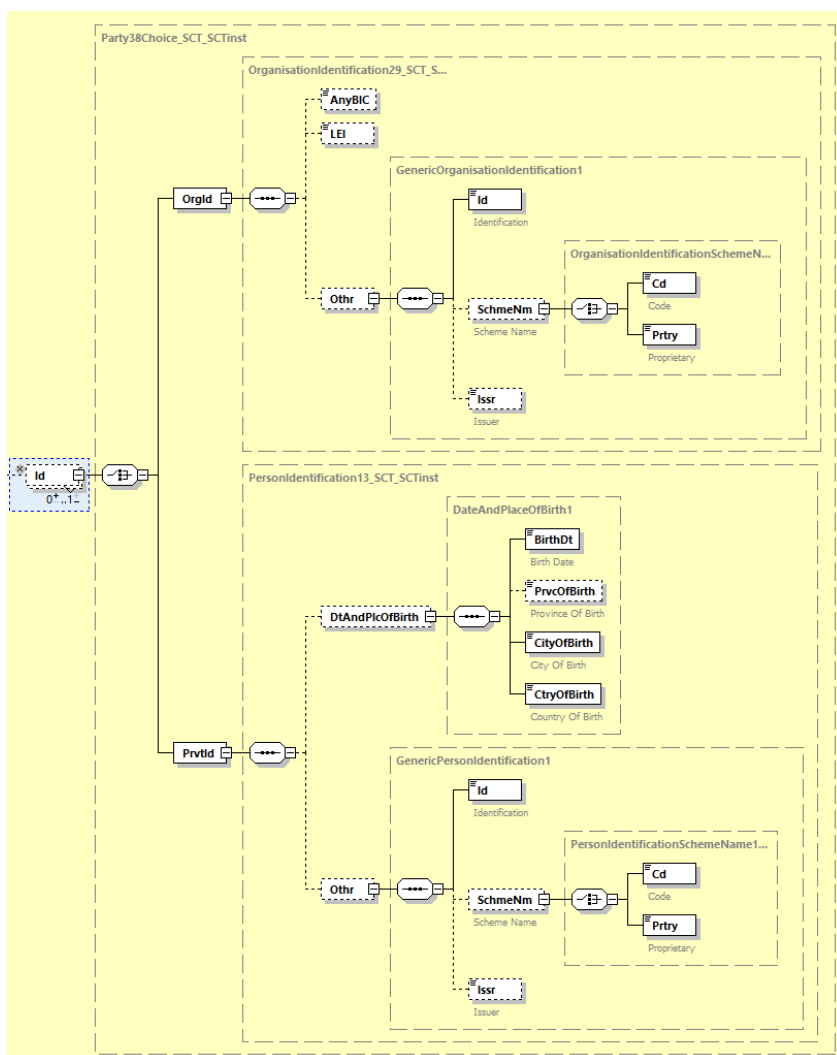 Party38Choice_SCT_SCTinst
OrganisationIdentification29_SCT_S...
AnyBIC
LEI
GenericOrganisationIdentification1
OrgId
Id
Identification
OrganisationIdentificationSchemeN...
Cd
Code
Othr
SchmeNm
Scheme Name
Prtry
Proprietary
Issr
Issuer
Id
0..1
PersonIdentification13_SCT_SCTinst
DateAndPlaceOfBirth1
BirthDt
Birth Date
PrvcOfBirth
Province Of Birth
DtAndPlcOfBirth
CityOfBirth
City Of Birth
CtryOfBirth
Country Of Birth
PrvtId
GenericPersonIdentification1
Id
Identification
PersonIdentificationSchemeName1...
Cd
Code
Othr
SchmeNm
Scheme Name
Prtry
Proprietary
Issr
Issuer